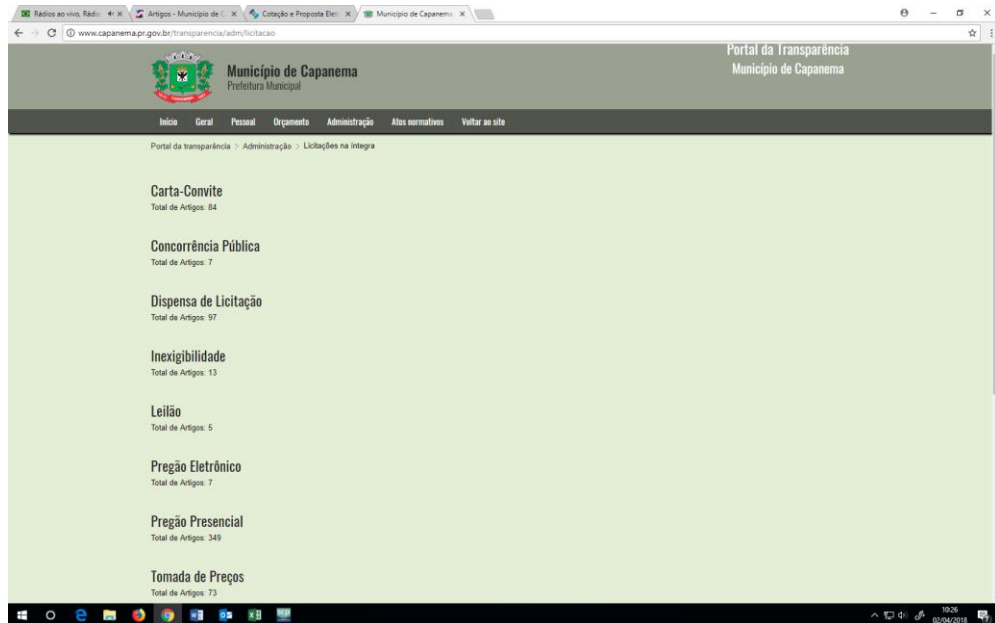 Rádios ao vivo, Rádio
Artigos - Município de C
Cotação e Proposta Elet
Município de Capanema
www.capanema.pr.gov.br/transparencia/adm/licitacao
Portal da Transparência
Município de Capanema
Município de Capanema
Prefeitura Municipal
Início Geral Pessoal Orçamento Administração Atos normativos Voltar ao site
Portal da transparência > Administração > Licitações na íntegra
Carta-Convite
Total de Artigos: 84
Concorrência Pública
Total de Artigos: 7
Dispensa de Licitação
Total de Artigos: 97
Inexigibilidade
Total de Artigos: 13
Leilão
Total de Artigos: 5
Pregão Eletrônico
Total de Artigos: 7
Pregão Presencial
Total de Artigos: 349
Tomada de Preços
Total de Artigos: 73
10:26
02/04/2018